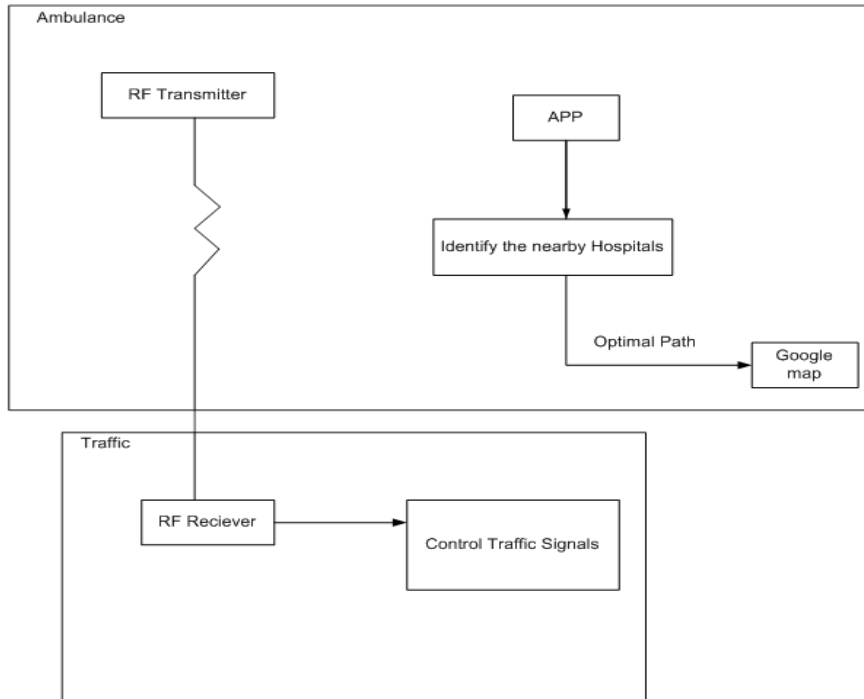 Ambulance
RF Transmitter
APP
Identify the nearby Hospitals
Optimal Path
Google
map
Traffic
RF Reciever
Control Traffic Signals